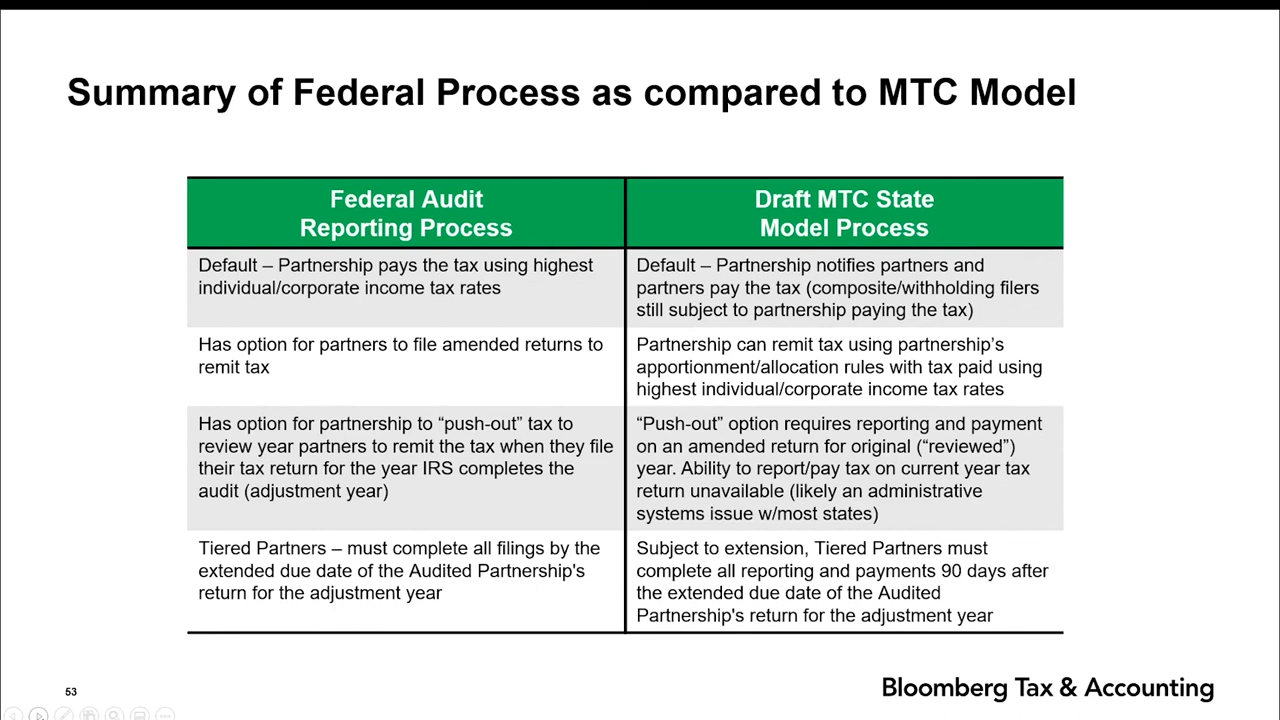 Summary of Federal Process as compared to MTC Model
Federal Audit
Reporting Process
Draft MTC State
Model Process
Default – Partnership pays the tax using highest
individual/corporate income tax rates
Default – Partnership notifies partners and
partners pay the tax (composite/withholding filers
still subject to partnership paying the tax)
Has option for partners to file amended returns to
remit tax
Partnership can remit tax using partnership’s
apportionment/allocation rules with tax paid using
highest individual/corporate income tax rates
Has option for partnership to “push-out” tax to
review year partners to remit the tax when they file
their tax return for the year IRS completes the
audit (adjustment year)
“Push-out” option requires reporting and payment
on an amended return for original (“reviewed”)
year. Ability to report/pay tax on current year tax
return unavailable (likely an administrative
systems issue w/most states)
Tiered Partners – must complete all filings by the
extended due date of the Audited Partnership's
return for the adjustment year
Subject to extension, Tiered Partners must
complete all reporting and payments 90 days after
the extended due date of the Audited
Partnership's return for the adjustment year
53
Bloomberg Tax & Accounting